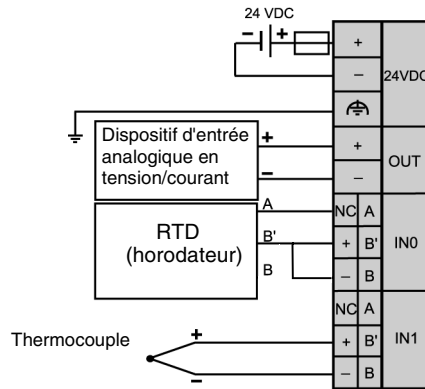 24 VDC
− + +
− 24VDC
Dispositif d'entrée + +
analogique en OUT
tension/courant − −
A NC A
RTD B' + B' IN0
(horodateur)
B − B
NC A
Thermocouple + + B' IN1
− − B